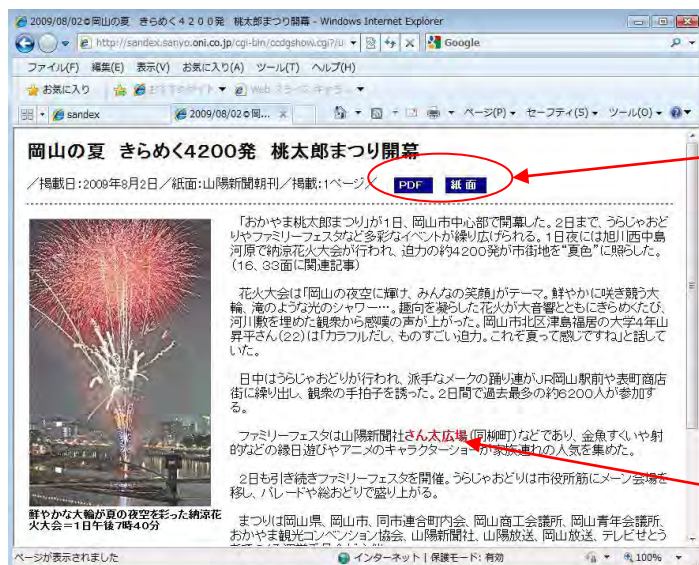 2009/08/02○岡山の夏 きらめく4200発 桃太郎まつり開幕 - Windows Internet Explorer
http://sandex.sanyo.oni.co.jp/cgi-bin/ccdgshow.cgi?/u
Google
ファイル(F) 編集(E) 表示(V) お気に入り(A) ツール(T) ヘルプ(H)
お気に入り
sandex
2009/08/02○岡...
ページ(P) セーフティ(S) ツール(O)
岡山の夏 きらめく4200発 桃太郎まつり開幕
／掲載日:2009年8月2日／紙面:山陽新聞朝刊／掲載:1ページ／ PDF 紙面
「おかやま桃太郎まつり」が1日、岡山市中心部で開幕した。2日まで、うらじゃおど
りやファミリーフェスタなど多彩なイベントが繰り広げられる。1日夜には旭川西中島
河原で納涼花火大会が行われ、迫力の約4200発が市街地を“夏色”に照らした。
(16、33面に関連記事)
花火大会は「岡山の夜空に輝け、みんなの笑顔」がテーマ。鮮やかに咲き競う大
輪、滝のような光のシャワー…。趣向を凝らした花火が大音響とともにきらめくたび、
河川敷を埋めた観衆から感嘆の声が上がった。岡山市北区津島福居の大学4年山
昇平さん(22)は「カラフルだし、ものすごい迫力。これぞ夏って感じですね」と話して
いた。
日中はうらじゃおどりが行われ、派手なメークの踊り連がJR岡山駅前や表町商店
街に繰り出し、観衆の手拍子を誘った。2日間で過去最多の約6200人が参加す
る。
ファミリーフェスタは山陽新聞社さん太広場(同柳町)などであり、金魚すくいや射
的などの縁日遊びやアニメのキャラクターショーが家族連れの人気を集めた。
2日も引き続きファミリーフェスタを開催。うらじゃおどりは市役所筋にメーン会場を
移し、パレードや総おどりで盛り上がる。
まつりは岡山県、岡山市、同市連合町内会、岡山商工会議所、岡山青年会議所、
おかやま観光コンベンション協会、山陽新聞社、山陽放送、岡山放送、テレビせとう
鮮やかな大輪が夏の夜空を彩った納涼花
火大会＝1日午後7時40分
ページが表示されました
インターネット | 保護モード: 有効
100%